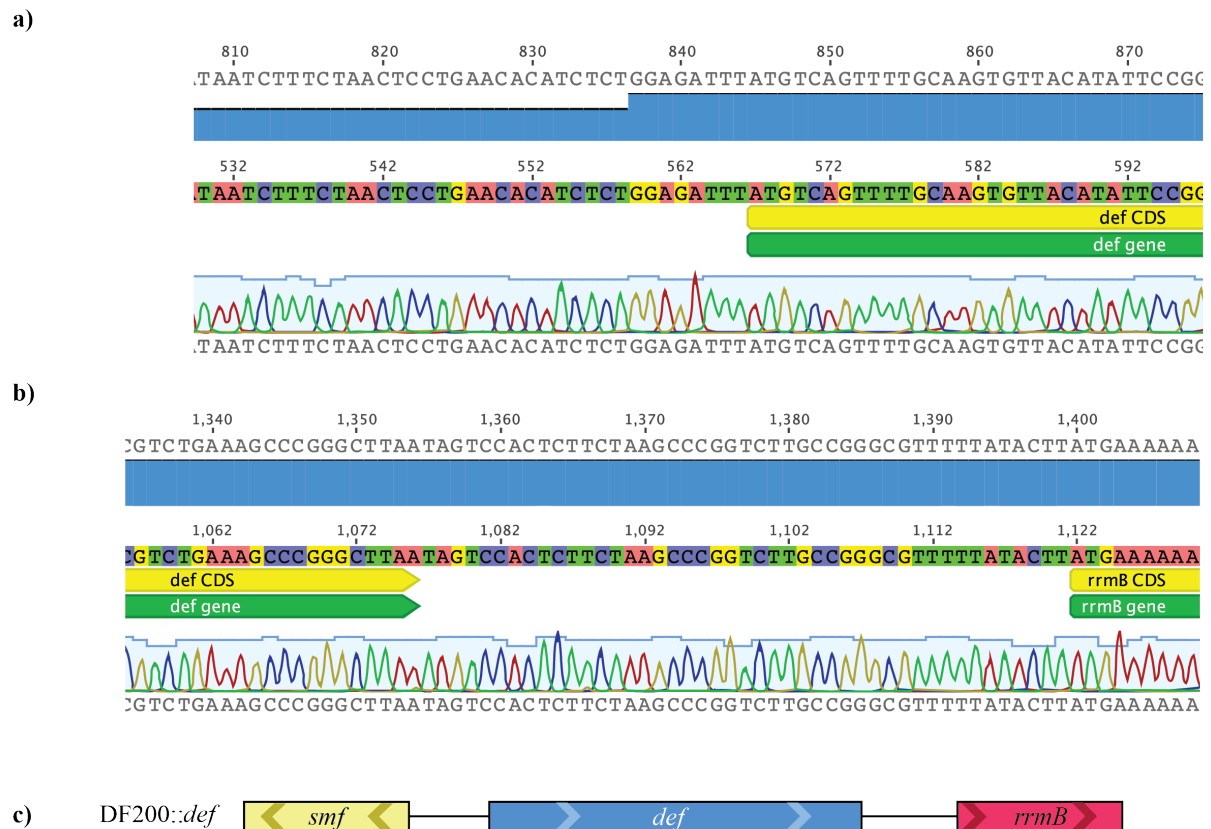 a)
810 820 830 840 850 860 870
TAATCTTTCTAACTCCTGAACACATCTCTGGAGATTTATGTCAGTTTTGCAAGTGTTACATATTCCGG
532 542 552 562 572 582 592
TAATCTTTCTAACTCCTGAACACATCTCTGGAGATTTATGTCAGTTTTGCAAGTGTTACATATTCCGG
def CDS
def gene
TAATCTTTCTAACTCCTGAACACATCTCTGGAGATTTATGTCAGTTTTGCAAGTGTTACATATTCCGG
b)
1,340 1,350 1,360 1,370 1,380 1,390 1,400
CGTCTGAAAGCCCGGGCTTAATAGTCCACTCTTCTAAGCCCGGTCTTGCCGGGCGTTTTTATACTTATGAAAAAA
1,062 1,072 1,082 1,092 1,102 1,112 1,122
CGTCTGAAAGCCCGGGCTTAATAGTCCACTCTTCTAAGCCCGGTCTTGCCGGGCGTTTTTATACTTATGAAAAAA
def CDS rrmB CDS
def gene rrmB gene
CGTCTGAAAGCCCGGGCTTAATAGTCCACTCTTCTAAGCCCGGTCTTGCCGGGCGTTTTTATACTTATGAAAAAA
c) DF200::def smf def rrmB